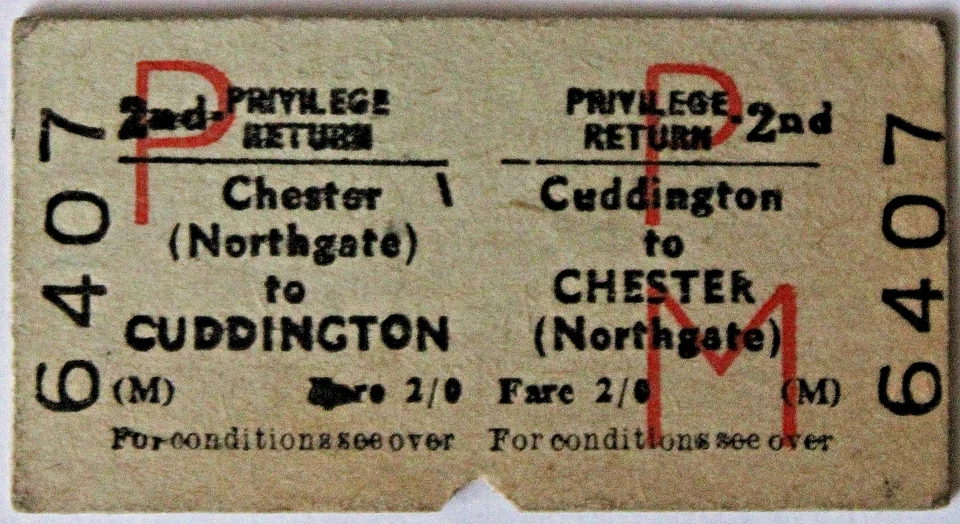 6407
P
2nd-PRIVILEGE
RETURN
Chester
(Northgate)
to
CUDDINGTON
(M) Fare 2/0
For conditions see over
P
PRIVILEGE-2nd
RETURN
Cuddington
to
CHESTER
(Northgate)
M
Fare 2/0 (M)
For conditions see over
6407